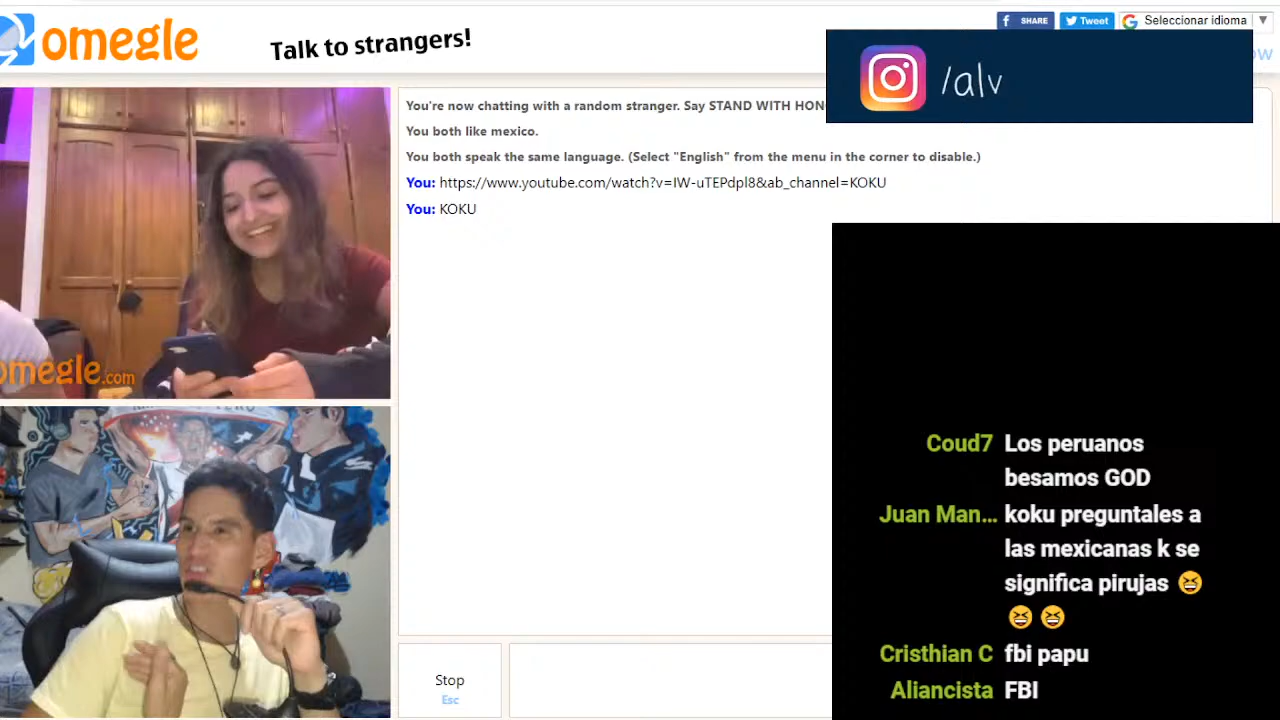 omegle
Talk to strangers!
SHARE
Tweet
Seleccionar idioma
/alv
You're now chatting with a random stranger. Say STAND WITH
You both like mexico.
You both speak the same language. (Select "English" from the menu in the corner to disable.)
You: https://www.youtube.com/watch?v=IW-uTEPdpl8&ab_channel=KOKU
You: KOKU
omegle.com
Coud7 Los peruanos
besamos GOD
Juan Man... koku preguntales a
las mexicanas k se
significa pirujas
Cristhian C fbi papu
Aliancista FBI
Stop
Esc